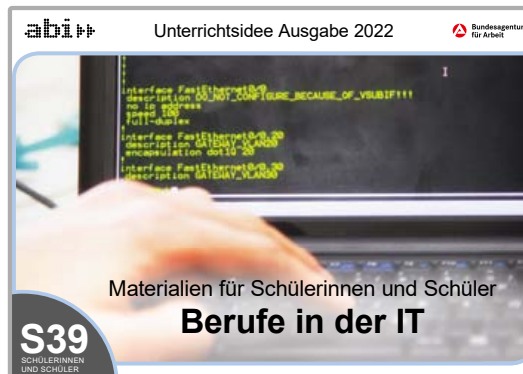 abi»
Unterrichtsidee Ausgabe 2022
Bundesagentur
für Arbeit
interface FastEthernet0/0
description DO_NOT_CONFIGURE_BECAUSE_OF_VSUBIF!!!
no ip address
speed 100
full-duplex
!
interface FastEthernet0/0.20
description GATEWAY_VLAN20
encapsulation dot1Q 20
!
interface FastEthernet0/0.30
description GATEWAY_VLAN30
Materialien für Schülerinnen und Schüler
Berufe in der IT
S39
SCHÜLERINNEN
UND SCHÜLER